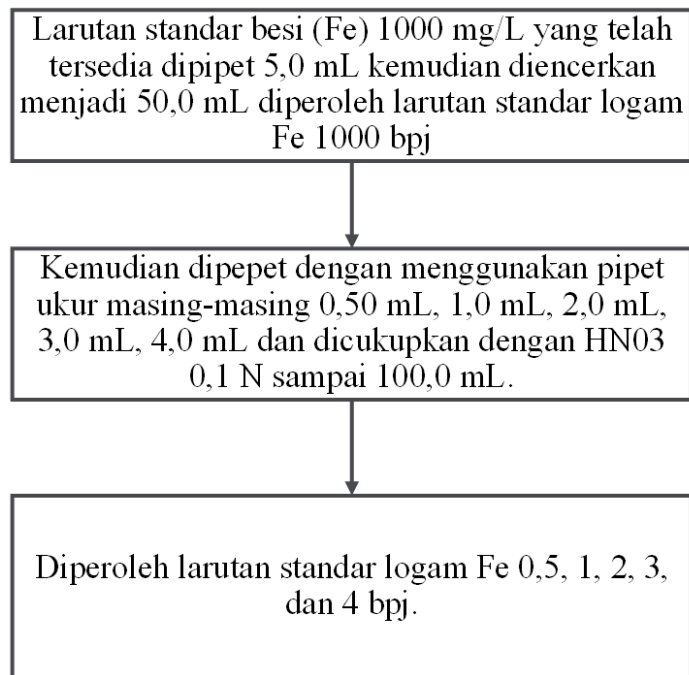 Larutan standar besi (Fe) 1000 mg/L yang telah
tersedia dipipet 5,0 mL kemudian diencerkan
menjadi 50,0 mL diperoleh larutan standar logam
Fe 1000 bpj
Kemudian dipepet dengan menggunakan pipet
ukur masing-masing 0,50 mL, 1,0 mL, 2,0 mL,
3,0 mL, 4,0 mL dan dicukupkan dengan HN03
0,1 N sampai 100,0 mL.
Diperoleh larutan standar logam Fe 0,5, 1, 2, 3,
dan 4 bpj.